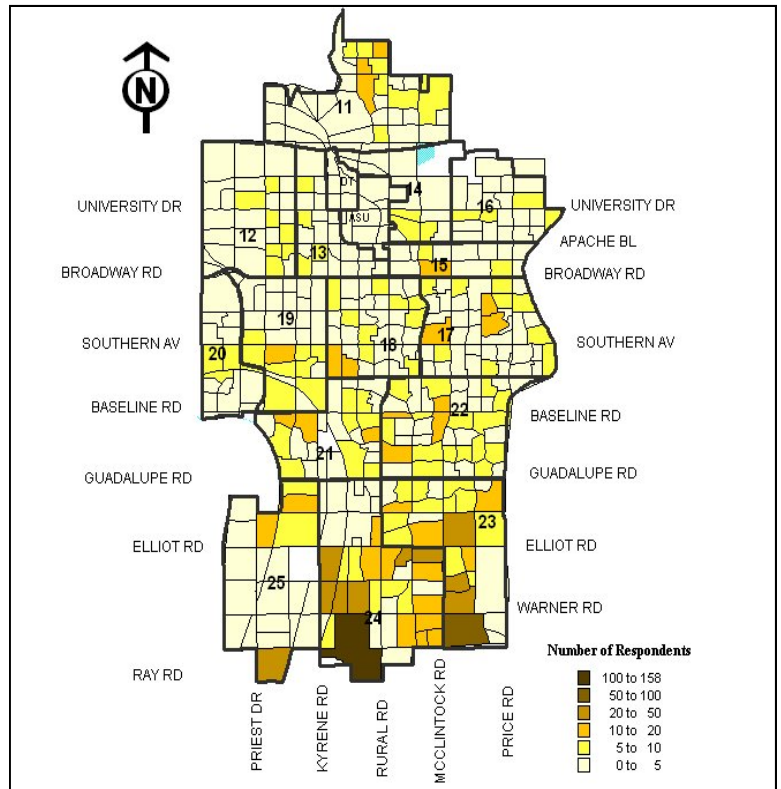 N
11
DT
14
ASU
16
UNIVERSITY DR
UNIVERSITY DR
12
13
APACHE BL
15
BROADWAY RD
BROADWAY RD
19
17
18
SOUTHERN AV
SOUTHERN AV
20
BASELINE RD
22
BASELINE RD
21
GUADALUPE RD
GUADALUPE RD
23
ELLIOT RD
ELLIOT RD
25
24
WARNER RD
RAY RD
PRIEST DR
KYRENE RD
RURAL RD
MCCLINTOCK RD
PRICE RD
Number of Respondents
100 to 158
50 to 100
20 to 50
10 to 20
5 to 10
0 to 5